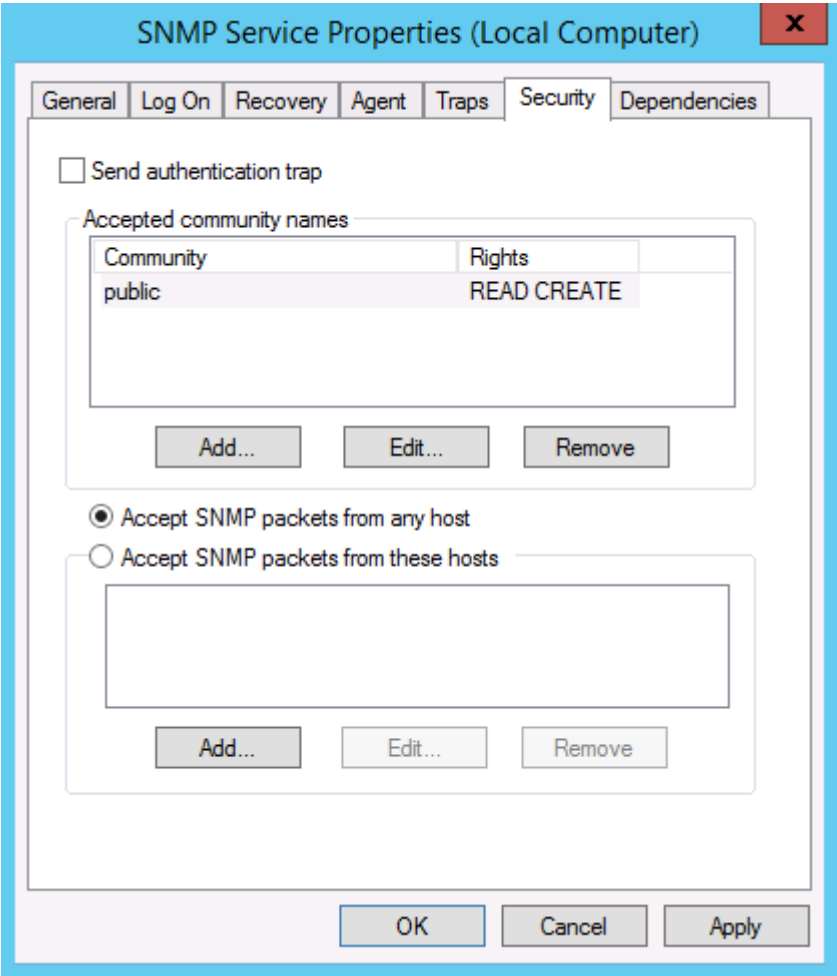 SNMP Service Properties (Local Computer)
x
General Log On Recovery Agent Traps Security Dependencies
Send authentication trap
Accepted community names
Community Rights
public READ CREATE
Add... Edit... Remove
Accept SNMP packets from any host
Accept SNMP packets from these hosts
Add... Edit... Remove
OK Cancel Apply